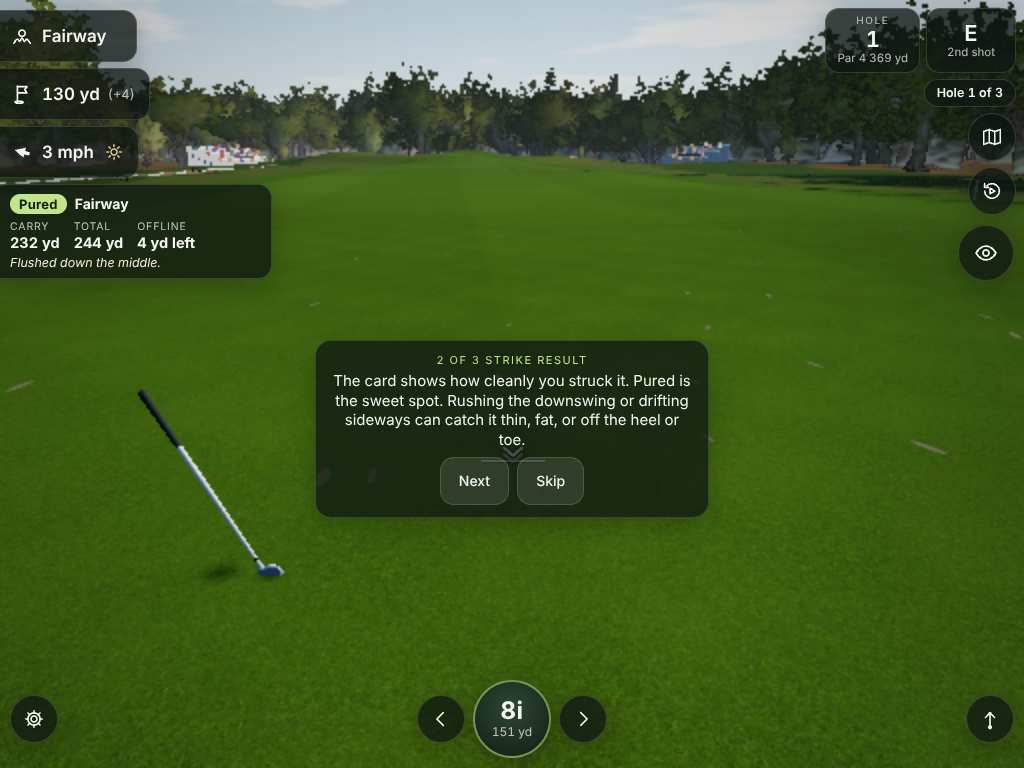 Fairway
130 yd (+4)
3 mph
Pured Fairway
CARRY TOTAL OFFLINE
232 yd 244 yd 4 yd left
Flushed down the middle.
HOLE
1
Par 4 369 yd
E
2nd shot
Hole 1 of 3
2 OF 3 STRIKE RESULT
The card shows how cleanly you struck it. Pured is
the sweet spot. Rushing the downswing or drifting
sideways can catch it thin, fat, or off the heel or
toe.
Next Skip
8i
151 yd